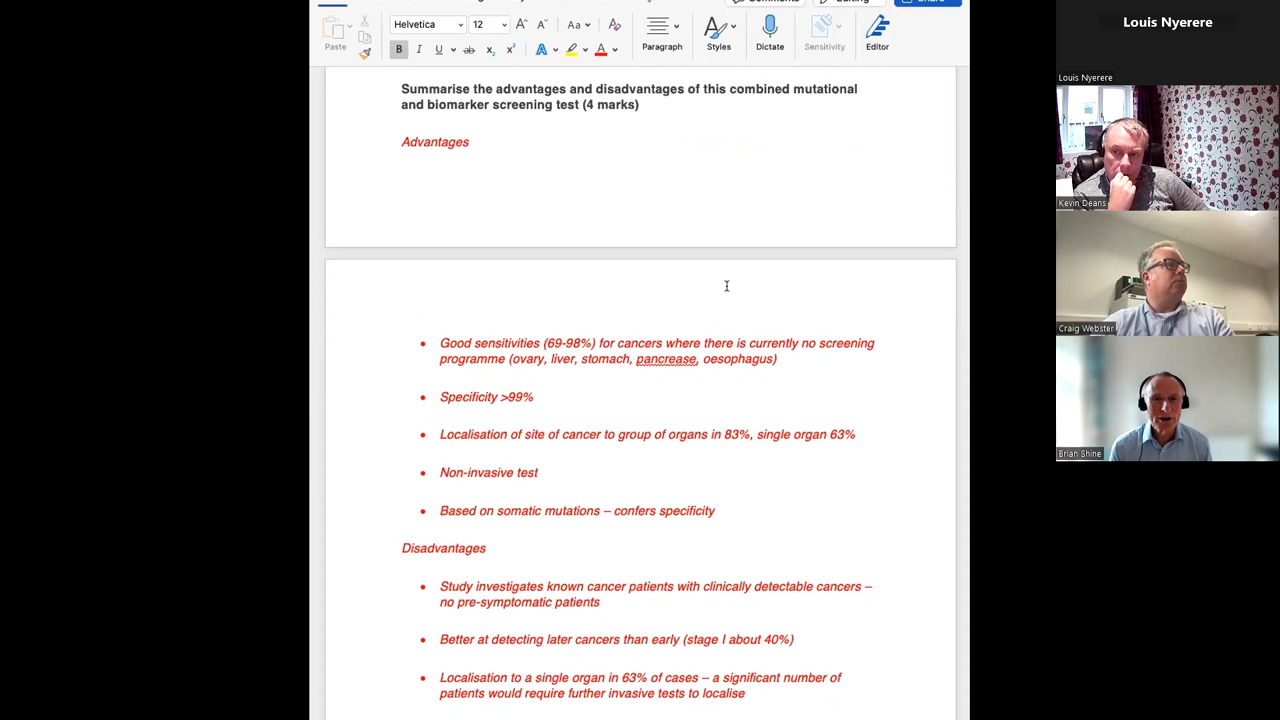 Helvetica
12
Aa
Paste
B I U ab x₂ x² A A
Paragraph
Styles
Dictate
Sensitivity
Editor
Summarise the advantages and disadvantages of this combined mutational
and biomarker screening test (4 marks)
Advantages
• Good sensitivities (69-98%) for cancers where there is currently no screening
programme (ovary, liver, stomach, pancrease, oesophagus)
• Specificity >99%
• Localisation of site of cancer to group of organs in 83%, single organ 63%
• Non-invasive test
• Based on somatic mutations – confers specificity
Disadvantages
• Study investigates known cancer patients with clinically detectable cancers –
no pre-symptomatic patients
• Better at detecting later cancers than early (stage I about 40%)
• Localisation to a single organ in 63% of cases – a significant number of
patients would require further invasive tests to localise
Louis Nyerere
Louis Nyerere
Kevin Deans
Craig Webster
Brian Shine